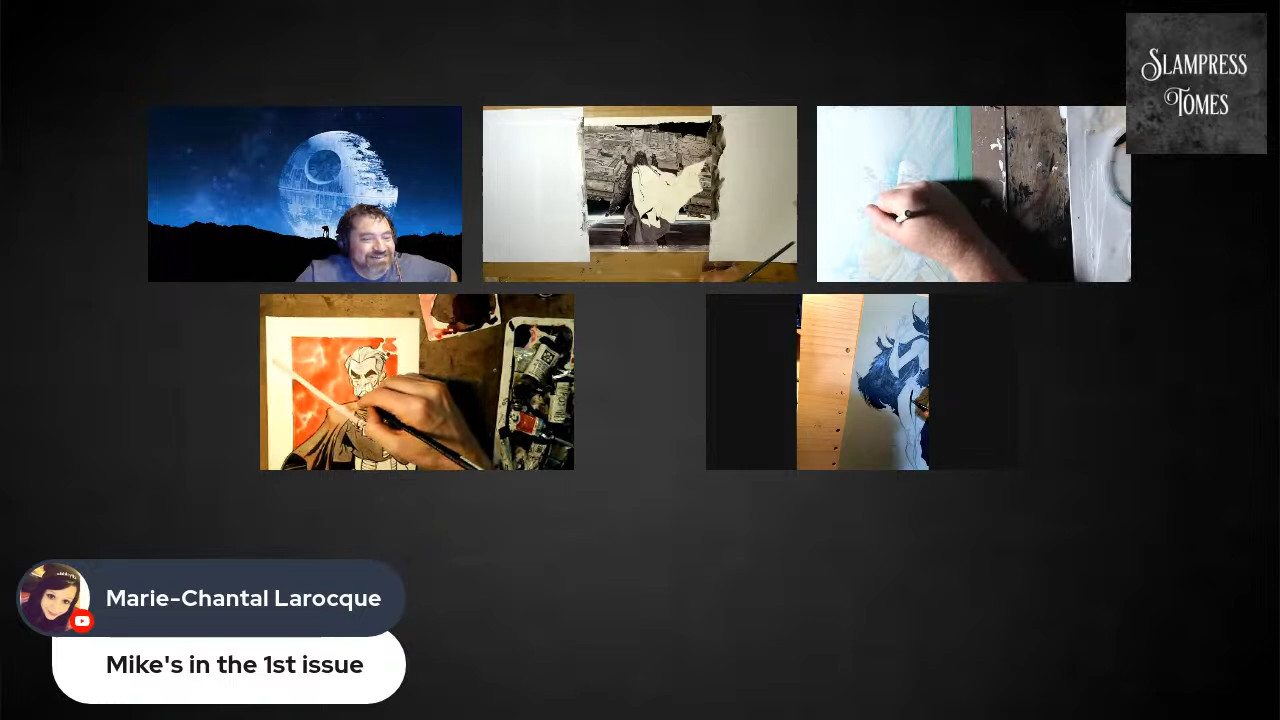 SLAMPRESS
TOMES
Marie-Chantal Larocque
Mike's in the 1st issue